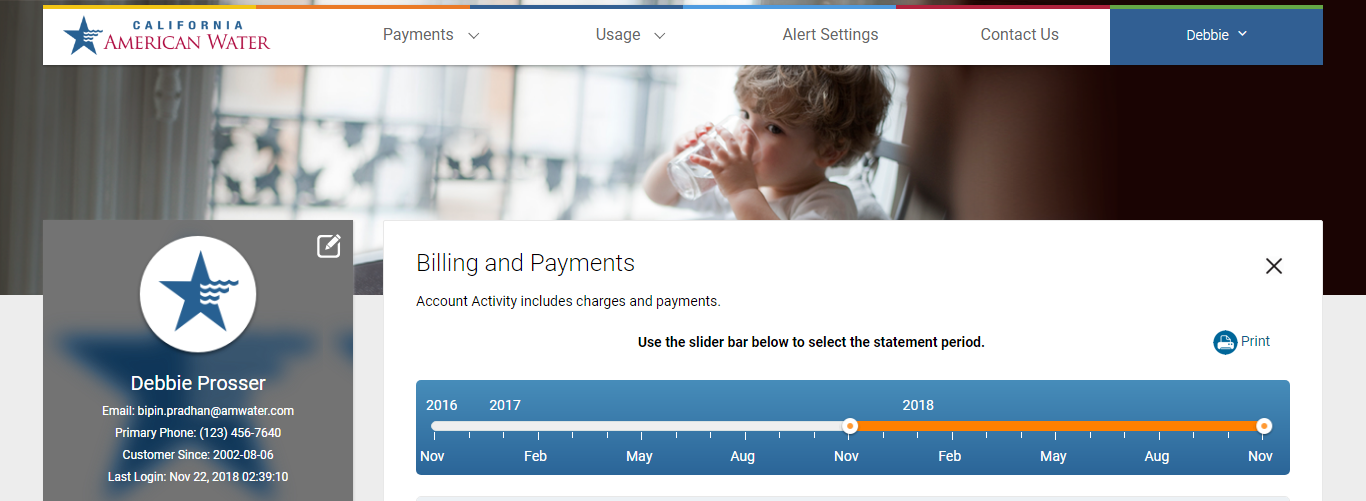 CALIFORNIA
AMERICAN WATER
Payments
Usage
Alert Settings
Contact Us
Debbie
Debbie Prosser
Email: bipin.pradhan@amwater.com
Primary Phone: (123) 456-7640
Customer Since: 2002-08-06
Last Login: Nov 22, 2018 02:39:10
Billing and Payments
Account Activity includes charges and payments.
Use the slider bar below to select the statement period.
Print
2016 2017 2018
Nov Feb May Aug Nov Feb May Aug Nov